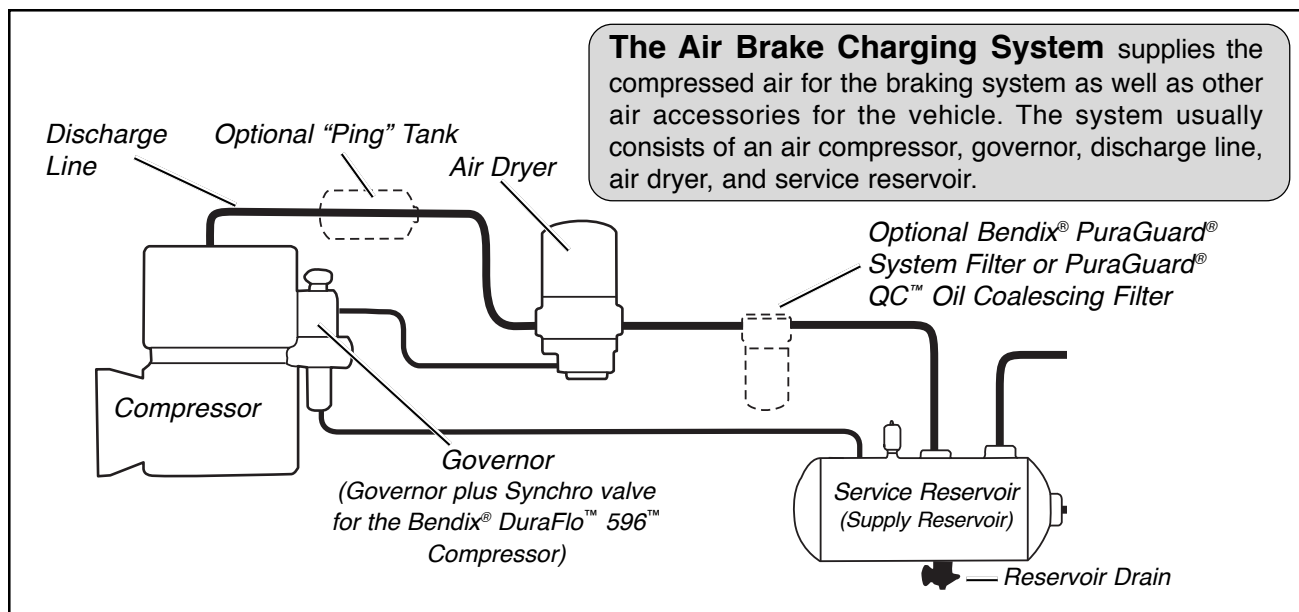 The Air Brake Charging System supplies the
compressed air for the braking system as well as other
air accessories for the vehicle. The system usually
consists of an air compressor, governor, discharge line,
air dryer, and service reservoir.
Discharge
Line
Optional “Ping” Tank
Air Dryer
Optional Bendix® PuraGuard®
System Filter or PuraGuard®
QC™ Oil Coalescing Filter
Compressor
Governor
(Governor plus Synchro valve
for the Bendix® DuraFlo™ 596™
Compressor)
Service Reservoir
(Supply Reservoir)
Reservoir Drain